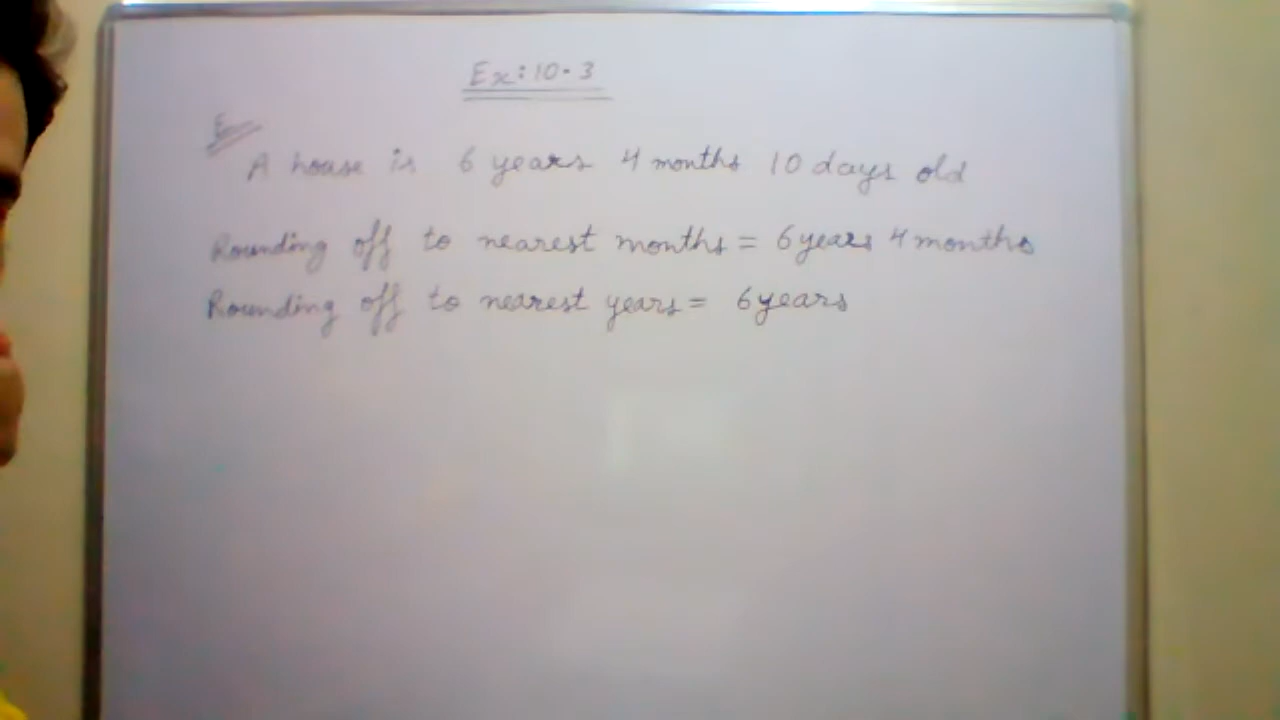 Ex: 10.3
A house is 6 years 4 months 10 days old
Rounding off to nearest months = 6 years 4 months
Rounding off to nearest years = 6 years